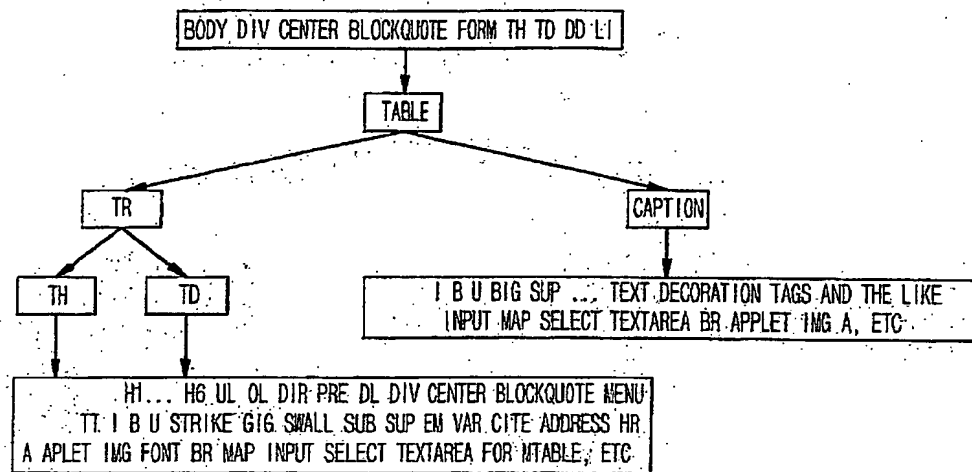 BODY DIV CENTER BLOCKQUOTE FORM TH TD DD LI
TABLE
TR
CAPTION
TH
TD
I B U BIG SUP ... TEXT DECORATION TAGS AND THE LIKE
INPUT MAP SELECT TEXTAREA BR APPLET IMG A, ETC
H1... H6 UL OL DIR PRE DL DIV CENTER BLOCKQUOTE MENU
TT I B U STRIKE GIG SWALL SUB SUP EM VAR CITE ADDRESS HR
A APLET IMG FONT BR MAP INPUT SELECT TEXTAREA FOR NTABLE, ETC